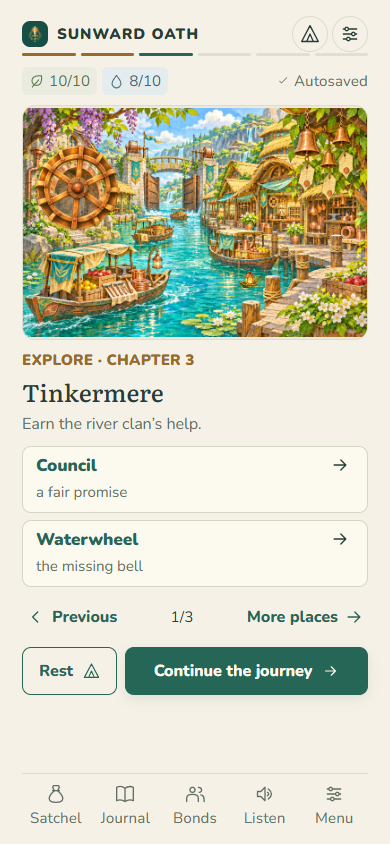 SUNWARD OATH
10/10 8/10 Autosaved
EXPLORE · CHAPTER 3
Tinkermere
Earn the river clan's help.
Council
a fair promise
Waterwheel
the missing bell
Previous 1/3 More places
Rest Continue the journey
Satchel Journal Bonds Listen Menu